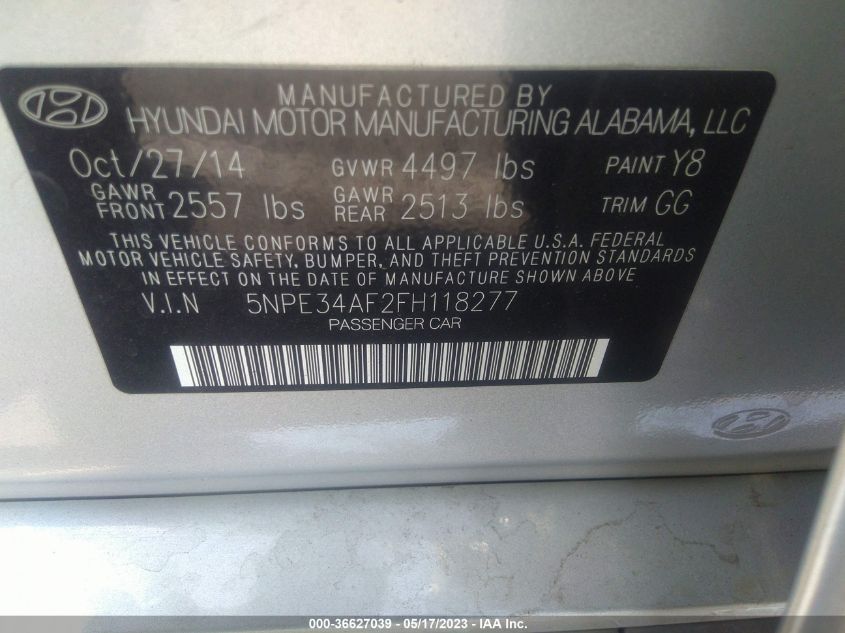 MANUFACTURED BY
HYUNDAI MOTOR MANUFACTURING ALABAMA, LLC
Oct/27/14 GVWR 4497 lbs PAINT Y8
GAWR FRONT 2557 lbs GAWR REAR 2513 lbs TRIM GG
THIS VEHICLE CONFORMS TO ALL APPLICABLE U.S.A. FEDERAL
MOTOR VEHICLE SAFETY, BUMPER, AND THEFT PREVENTION STANDARDS
IN EFFECT ON THE DATE OF MANUFACTURE SHOWN ABOVE
V.I.N 5NPE34AF2FH118277
PASSENGER CAR
000-36627039 - 05/17/2023 - IAA Inc.